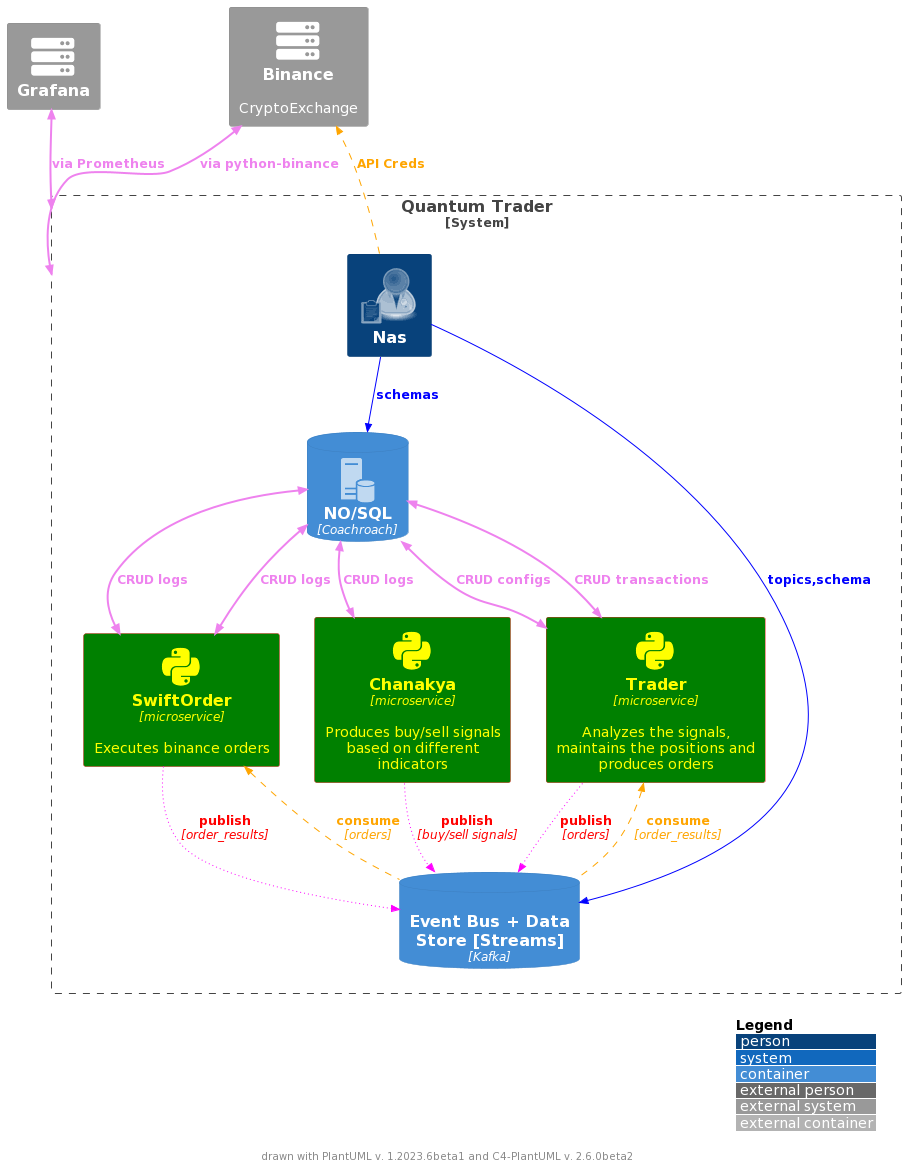 Grafana
Binance
CryptoExchange
via Prometheus
via python-binance
API Creds
Quantum Trader
[System]
Nas
schemas
NO/SQL
[Coachroach]
CRUD logs
CRUD logs
CRUD logs
CRUD configs
CRUD transactions
topics,schema
SwiftOrder
[microservice]
Executes binance orders
Chanakya
[microservice]
Produces buy/sell signals
based on different
indicators
Trader
[microservice]
Analyzes the signals,
maintains the positions and
produces orders
publish
[order_results]
consume
[orders]
publish
[buy/sell signals]
publish
[orders]
consume
[order_results]
Event Bus + Data
Store [Streams]
[Kafka]
Legend
person
system
container
external person
external system
external container
drawn with PlantUML v. 1.2023.6beta1 and C4-PlantUML v. 2.6.0beta2